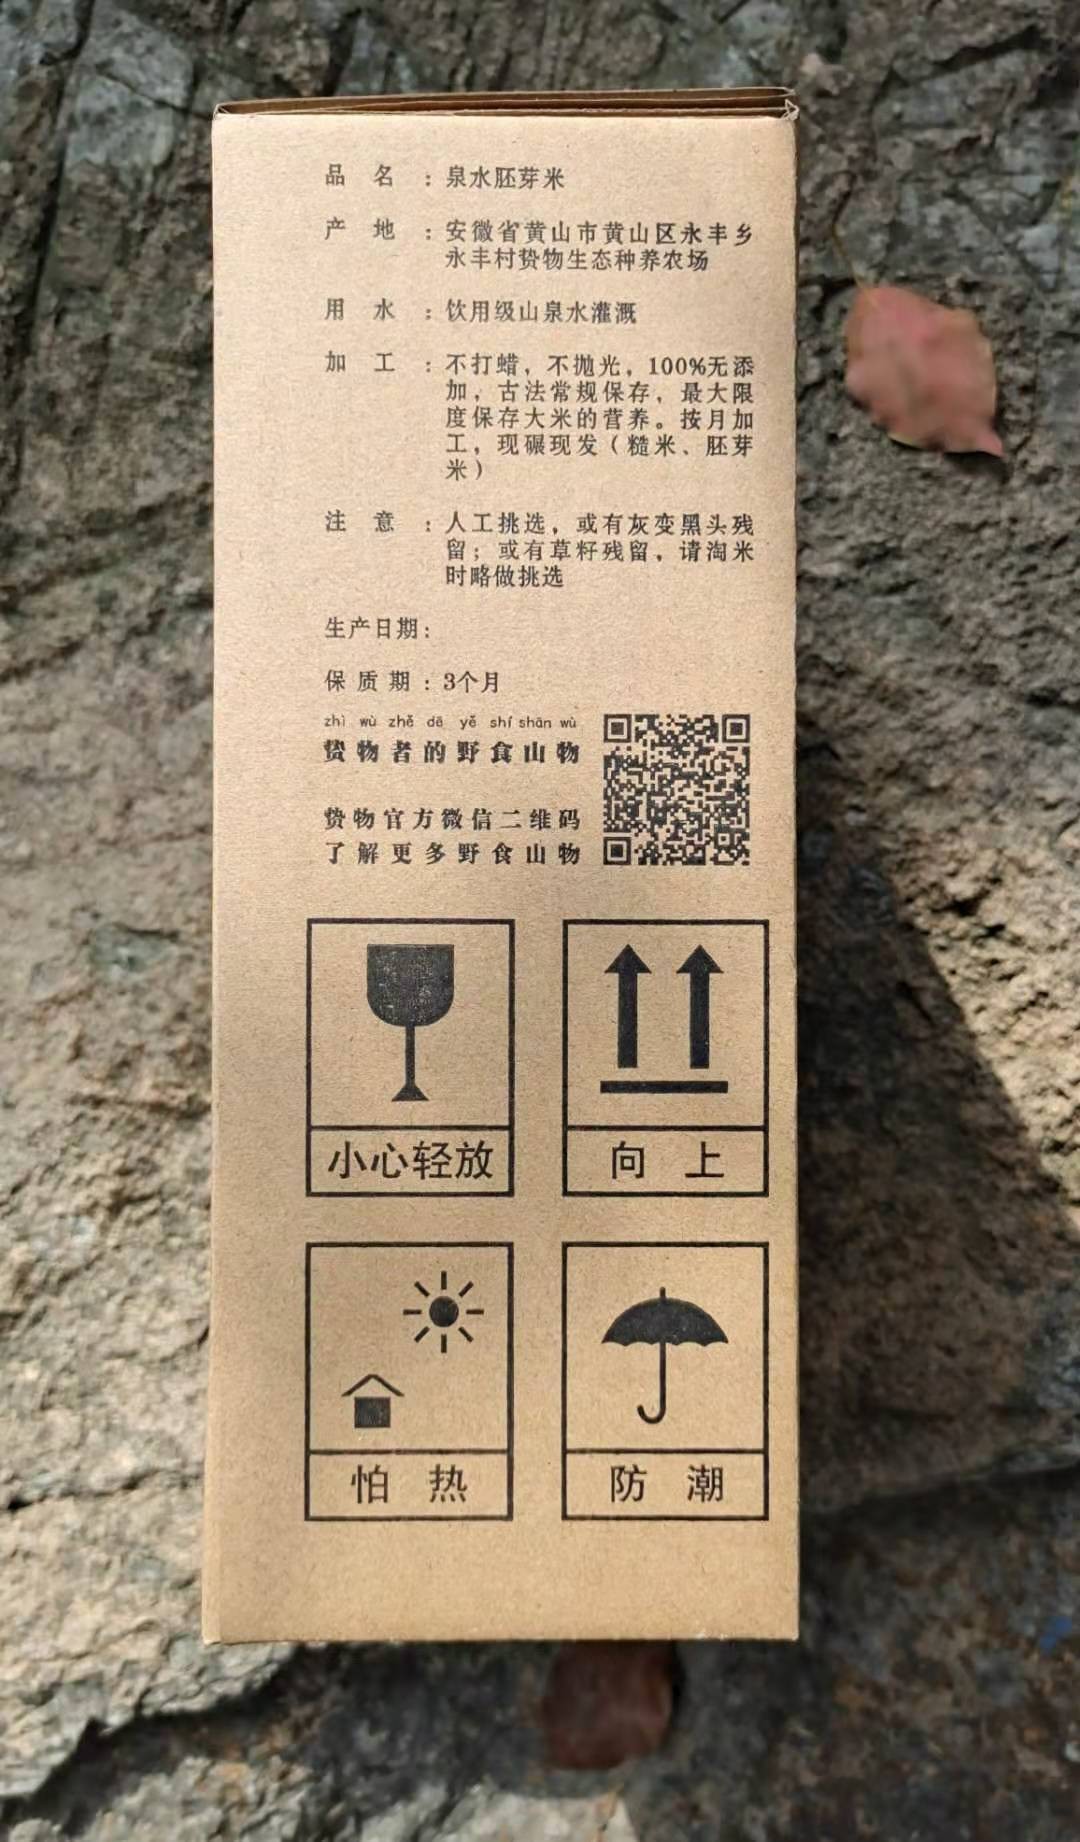 品 名 ：泉水胚芽米
产 地 ：安徽省黄山市黄山区永丰乡
永丰村贽物生态种养农场
用 水 ：饮用级山泉水灌溉
加 工 ：不打蜡，不抛光，100%无添
加，古法常规保存，最大限
度保存大米的营养。按月加
工，现碾现发（糙米、胚芽
米）
注 意 ：人工挑选，或有灰变黑头残
留；或有草籽残留，请淘米
时略做挑选
生产日期：
保 质 期 ：3个月
zhì wù zhě dē yě shí shān wù
贽物者的野食山物
贽物官方微信二维码
了解更多野食山物
小心轻放
向 上
怕 热
防 潮